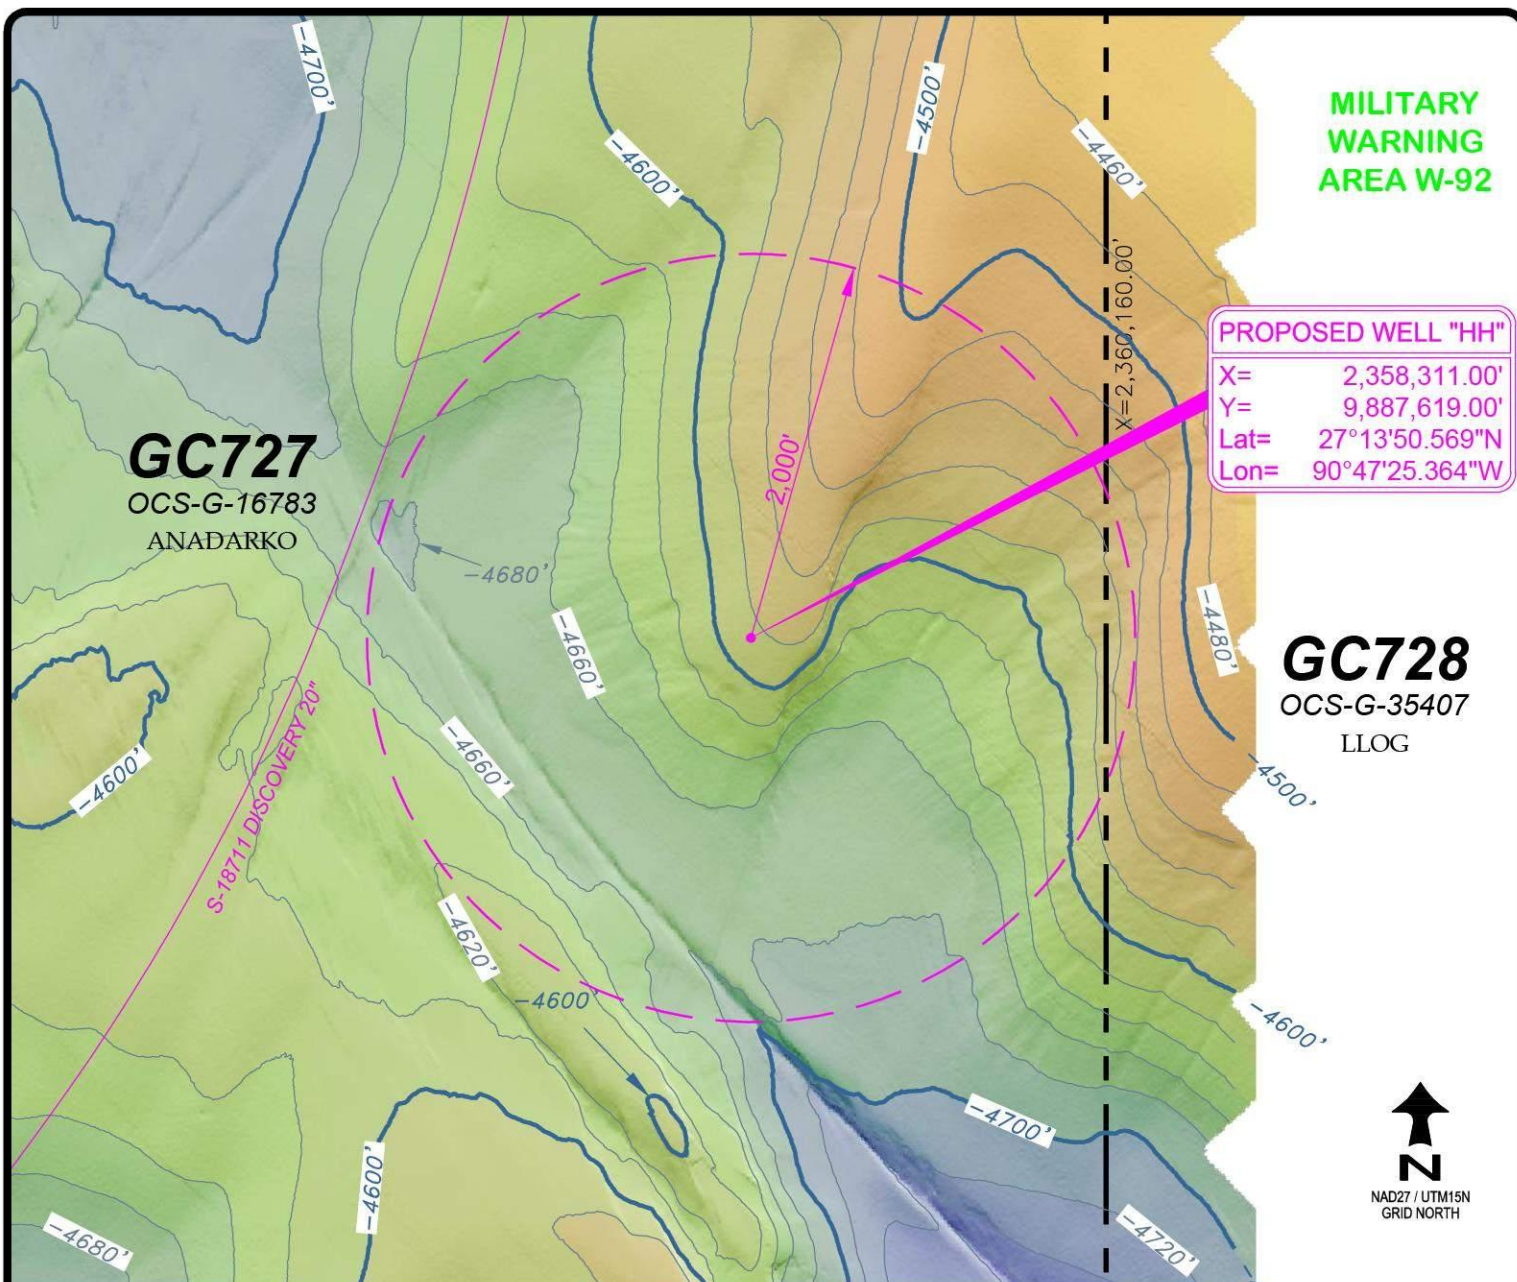 -4700'
-4600'
-4500'
-4460'
MILITARY
WARNING
AREA W-92
X=2,360,160.00'
PROPOSED WELL "HH"
X= 2,358,311.00'
Y= 9,887,619.00'
Lat= 27°13'50.569"N
Lon= 90°47'25.364"W
2,000'
GC727
OCS-G-16783
ANADARKO
-4680'
-4660'
-4480'
GC728
OCS-G-35407
LLOG
-4600'
S-18711 DISCOVERY 20"
-4660'
-4500'
-4620'
-4600'
-4600'
-4700'
-4600'
-4680'
-4720'
N
NAD27 / UTM15N
GRID NORTH